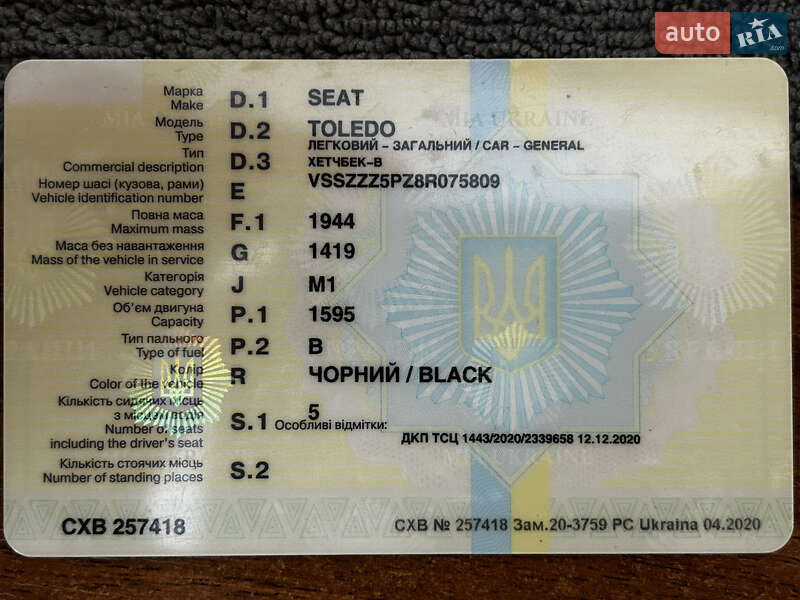 auto RIA .com
Марка
Make D.1 SEAT
Модель
Type D.2 TOLEDO
ЛЕГКОВИЙ - ЗАГАЛЬНИЙ / CAR - GENERAL
Тип
Commercial description D.3 ХЕТЧБЕК-В
Номер шасі (кузова, рами)
Vehicle identification number E VSSZZZ5PZ8R075809
Повна маса
Maximum mass F.1 1944
Маса без навантаження
Mass of the vehicle in service G 1419
Категорія
Vehicle category J M1
Об'єм двигуна
Capacity P.1 1595
Тип пального
Type of fuel P.2 B
Колір
Color of the vehicle R ЧОРНИЙ / BLACK
Кількість сидячих місць
з місцем водія
Number of seats
including the driver's seat S.1 5
Особливі відмітки:
ДКП ТСЦ 1443/2020/2339658 12.12.2020
Кількість стоячих місць
Number of standing places S.2
СХВ 257418
СХВ № 257418 Зам.20-3759 PC Ukraina 04.2020
MIA UKRAINE